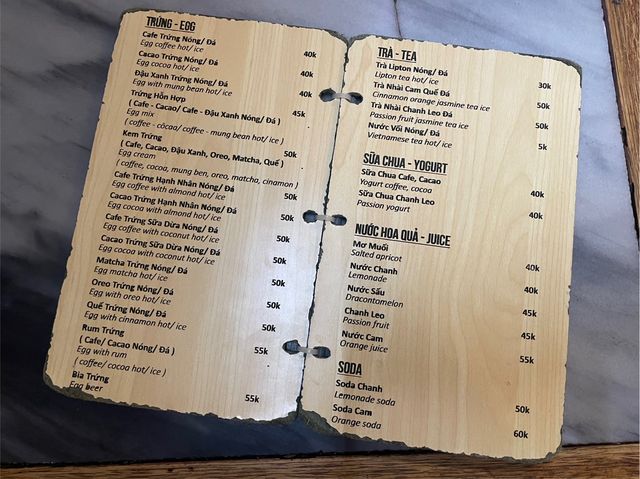 TRỨNG - EGG
Cafe Trứng Nóng/ Đá 40k
Egg coffee hot/ ice
Cacao Trứng Nóng/ Đá 40k
Egg cocoa hot/ ice
Đậu Xanh Trứng Nóng/ Đá 40k
Egg with mung bean hot/ ice
Trứng Hỗn Hợp
( Cafe - Cacao/ Cafe - Đậu Xanh Nóng/ Đá ) 45k
Egg mix
( coffee - côcaa/ coffee - mung bean hot/ ice )
Kem Trứng
( Cafe, Cacao, Đậu Xanh, Oreo, Matcha, Quế ) 50k
Egg cream
( coffee, cocoa, mung ben, oreo, matcha, cinamon )
Cafe Trứng Hạnh Nhân Nóng/ Đá 50k
Egg coffee with almond hot/ ice
Cacao Trứng Hạnh Nhân Nóng/ Đá 50k
Egg cocoa with almond hot/ ice
Cafe Trứng Sữa Dừa Nóng/ Đá 50k
Egg coffee with coconut hot/ ice
Cacao Trứng Sữa Dừa Nóng/ Đá 50k
Egg cocoa with coconut hot/ ice
Matcha Trứng Nóng/ Đá 50k
Egg matcha hot/ ice
Oreo Trứng Nóng/ Đá 50k
Egg with oreo hot/ ice
Quế Trứng Nóng/ Đá 50k
Egg with cinnamon hot/ ice
Rum Trứng
( Cafe/ Cacao Nóng/ Đá ) 55k
Egg with rum
( coffee/ cocoa hot/ ice )
Bia Trứng 55k
Egg beer
TRÀ - TEA
Trà Lipton Nóng/ Đá 30k
Lipton tea hot/ ice
Trà Nhài Cam Quế Đá 50k
Cinnamon orange jasmine tea ice
Trà Nhài Chanh Leo Đá 50k
Passion fruit jasmine tea ice
Nước Vối Nóng/ Đá 5k
Vietnamese tea hot/ ice
SỮA CHUA - YOGURT
Sữa Chua Cafe, Cacao 40k
Yogurt coffee, cocoa
Sữa Chua Chanh Leo 40k
Passion yogurt
NƯỚC HOA QUẢ - JUICE
Mơ Muối 40k
Salted apricot
Nước Chanh 40k
Lemonade
Nước Sấu 45k
Dracontomelon
Chanh Leo 45k
Passion fruit
Nước Cam 55k
Orange juice
SODA
Soda Chanh 50k
Lemonade soda
Soda Cam 60k
Orange soda